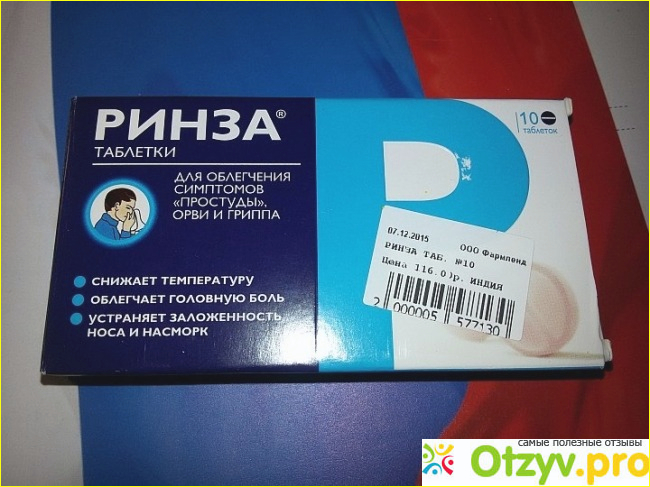 РИНЗА®
ТАБЛЕТКИ
ДЛЯ ОБЛЕГЧЕНИЯ
СИМПТОМОВ
«ПРОСТУДЫ»,
ОРВИ И ГРИППА
СНИЖАЕТ ТЕМПЕРАТУРУ
ОБЛЕГЧАЕТ ГОЛОВНУЮ БОЛЬ
УСТРАНЯЕТ ЗАЛОЖЕННОСТЬ
НОСА И НАСМОРК
10
таблеток
07.12.2015 ООО Фармленд
РИНЗА ТАБ. №10
Цена 116.00р. ИНДИЯ
2 000005 577130
самые полезные отзывы
Otzyv.pro